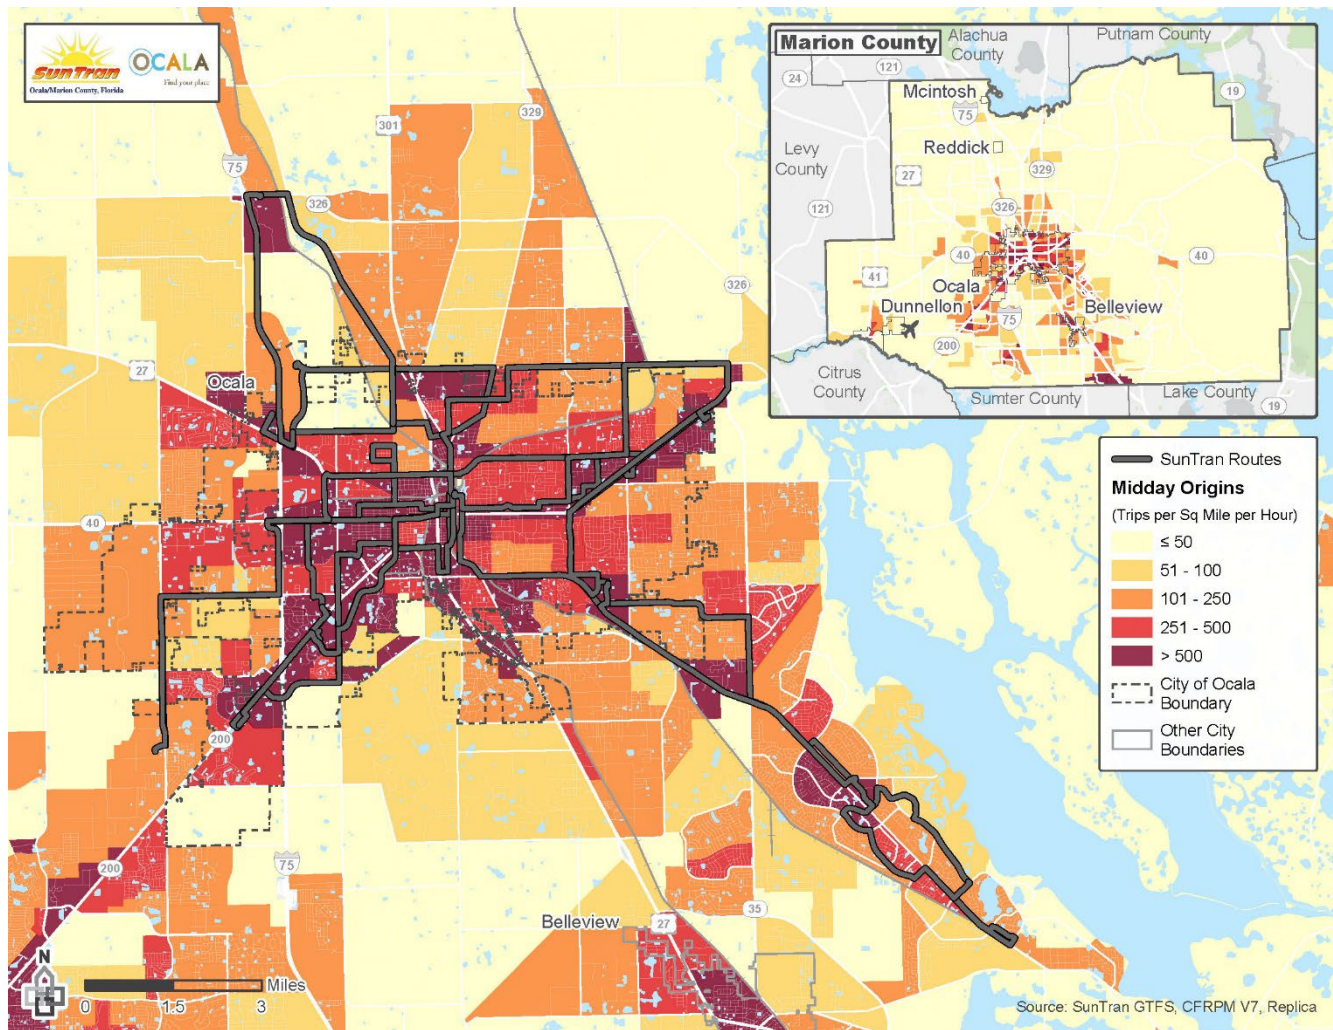 SunTran
Ocala/Marion County, Florida
OCALA
Find your place
Marion County
Alachua
County
Putnam County
121
24
Mcintosh
75
19
Levy
County
Reddick
27
329
121
326
40
40
41
Ocala
Dunnellon
75
Belleview
200
Citrus
County
Sumter County
Lake County
19
301
329
75
326
326
27
Ocala
40
200
200
75
Belleview
27
35
SunTran Routes
Midday Origins
(Trips per Sq Mile per Hour)
≤ 50
51 - 100
101 - 250
251 - 500
> 500
City of Ocala
Boundary
Other City
Boundaries
N
0 1.5 3 Miles
Source: SunTran GTFS, CFRPM V7, Replica